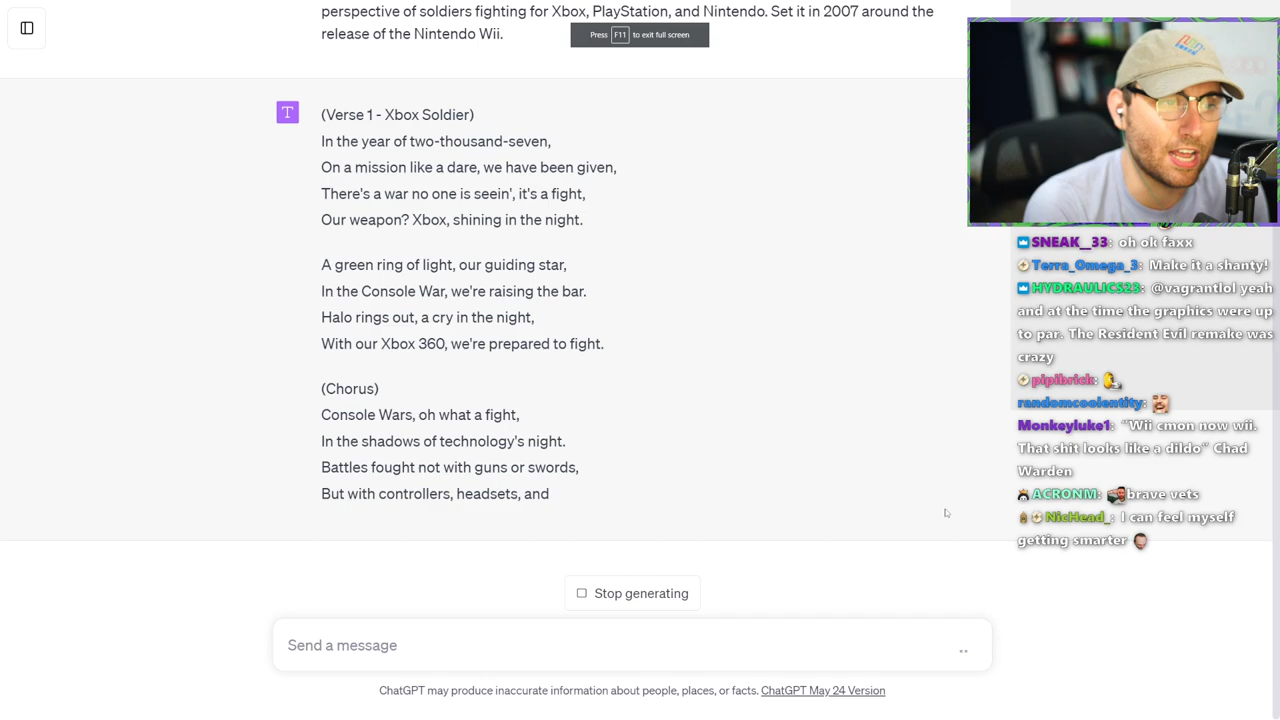 perspective of soldiers fighting for Xbox, PlayStation, and Nintendo. Set it in 2007 around the
release of the Nintendo Wii.
Press F11 to exit full screen
T
(Verse 1 - Xbox Soldier)
In the year of two-thousand-seven,
On a mission like a dare, we have been given,
There's a war no one is seein', it's a fight,
Our weapon? Xbox, shining in the night.
A green ring of light, our guiding star,
In the Console War, we're raising the bar.
Halo rings out, a cry in the night,
With our Xbox 360, we're prepared to fight.
(Chorus)
Console Wars, oh what a fight,
In the shadows of technology's night.
Battles fought not with guns or swords,
But with controllers, headsets, and
Stop generating
Send a message
ChatGPT may produce inaccurate information about people, places, or facts. ChatGPT May 24 Version
SNEAK__33: oh ok faxx
Terra_Omega_3: Make it a shanty!
HYDRAULICS23: @vagrantlol yeah
and at the time the graphics were up
to par. The Resident Evil remake was
crazy
pipibrick:
randomcoolentity:
Monkeyluke1: "Wii cmon now wii.
That shit looks like a dildo" Chad
Warden
ACRONM: brave vets
NicHead_: I can feel myself
getting smarter